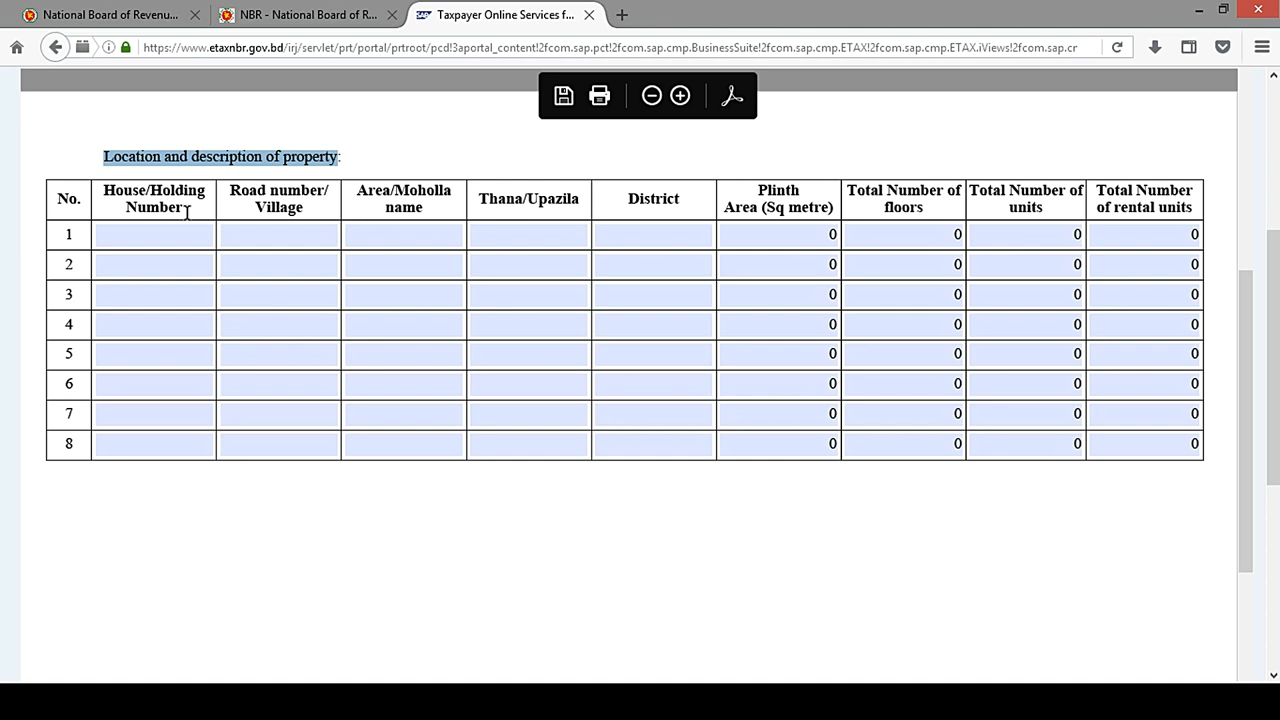 National Board of Revenu...
NBR - National Board of R...
Taxpayer Online Services f...
https://www.etaxnbr.gov.bd/irj/servlet/prt/portal/prtroot/pcd!3aportal_content!2fcom.sap.pct!2fcom.sap.cmp.BusinessSuite!2fcom.sap.cmp.ETAX!2fcom.sap.cmp.ETAX.iViews!2fcom.sap.cr
Location and description of property:
No. House/Holding Number Road number/ Village Area/Moholla name Thana/Upazila District Plinth Area (Sq metre) Total Number of floors Total Number of units Total Number of rental units
1 0 0 0 0
2 0 0 0 0
3 0 0 0 0
4 0 0 0 0
5 0 0 0 0
6 0 0 0 0
7 0 0 0 0
8 0 0 0 0